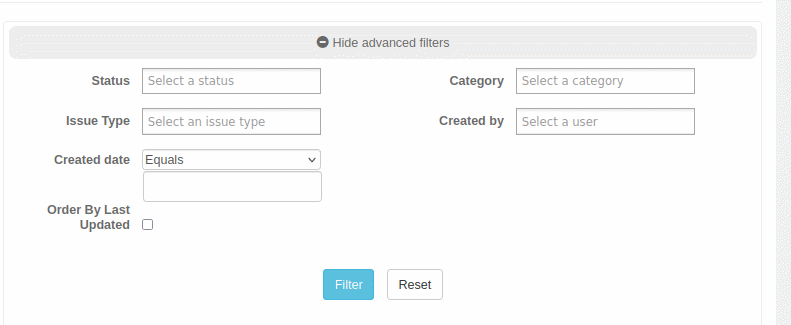 Hide advanced filters
Status Select a status Category Select a category
Issue Type Select an issue type Created by Select a user
Created date Equals
Order By Last
Updated
Filter Reset